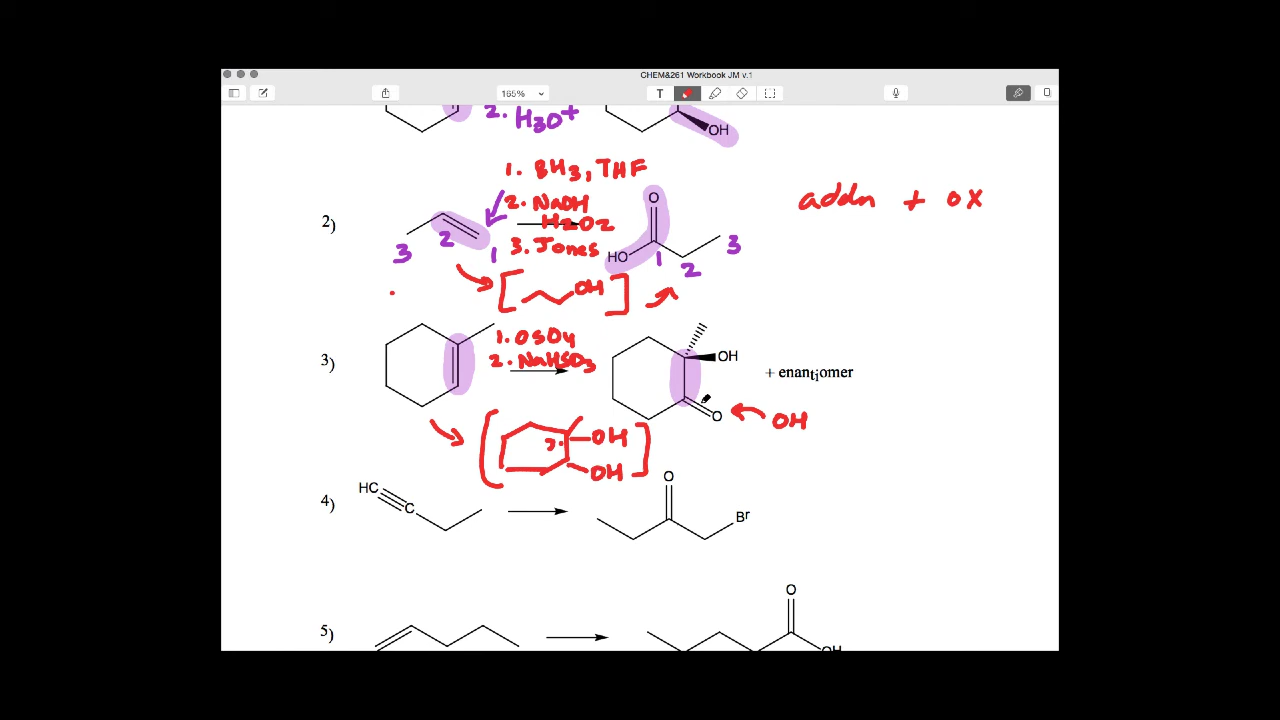 CHEM&261 Workbook JM v.1
165%
T
2. H3O+
OH
1. BH3, THF
addn + ox
O
2)
2. NaOH
H2O2
3 2 1
3. Jones
HO 1 2 3
OH
1. OsO4
2. NaHSO3
3)
OH
+ enantiomer
O
OH
3.
OH
OH
4)
HC
C
O
Br
5)
O
OH